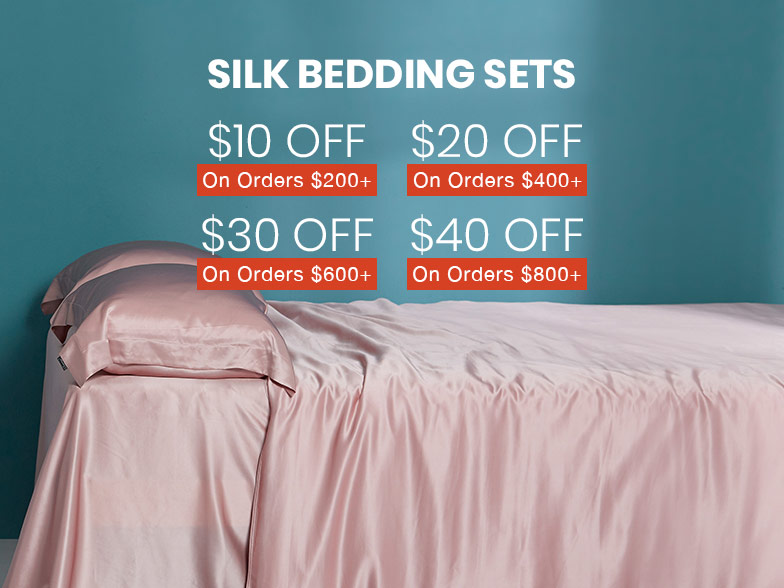 SILK BEDDING SETS
$10 OFF
On Orders $200+
$20 OFF
On Orders $400+
$30 OFF
On Orders $600+
$40 OFF
On Orders $800+